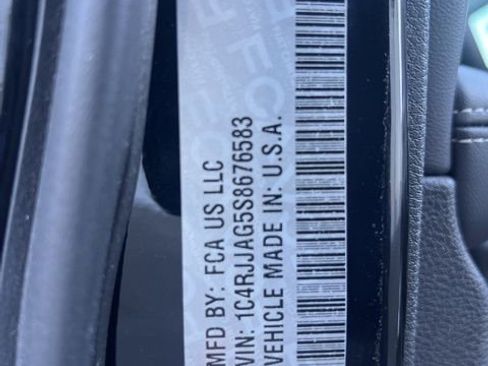 MFD BY: FCA US LLC
VIN: 1C4RJJAG5S8676583
VEHICLE MADE IN: U.S.A.